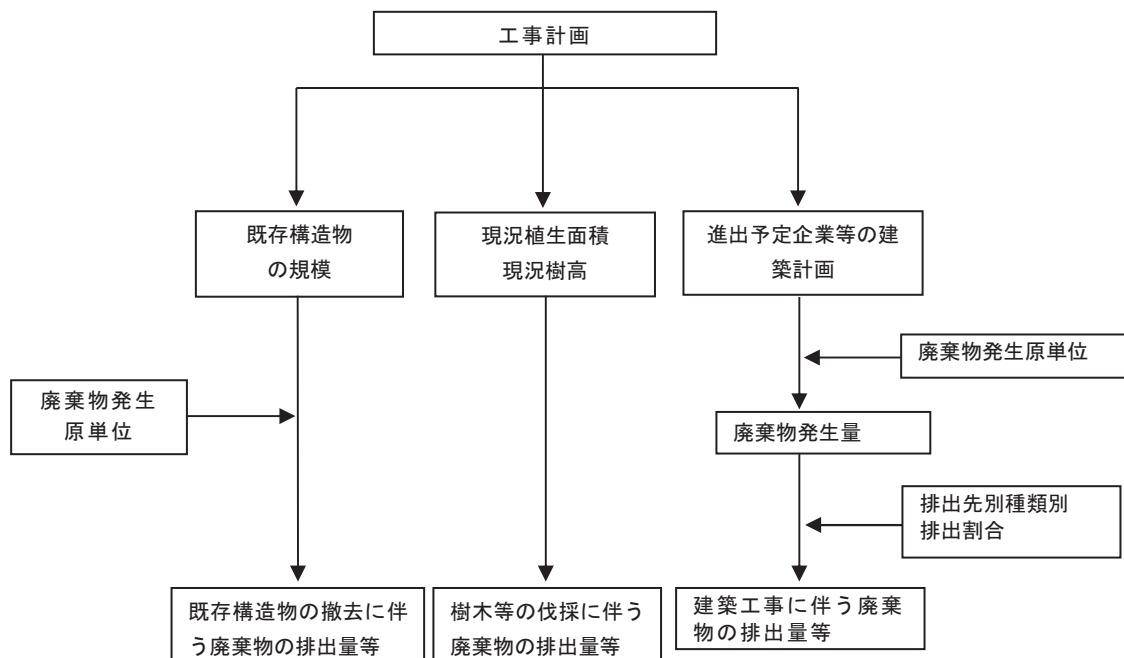 工事計画
既存構造物
の規模
現況植生面積
現況樹高
進出予定企業等の建
築計画
廃棄物発生原単位
廃棄物発生
原単位
廃棄物発生量
排出先別種類別
排出割合
既存構造物の撤去に伴
う廃棄物の排出量等
樹木等の伐採に伴う
廃棄物の排出量等
建築工事に伴う廃棄
物の排出量等